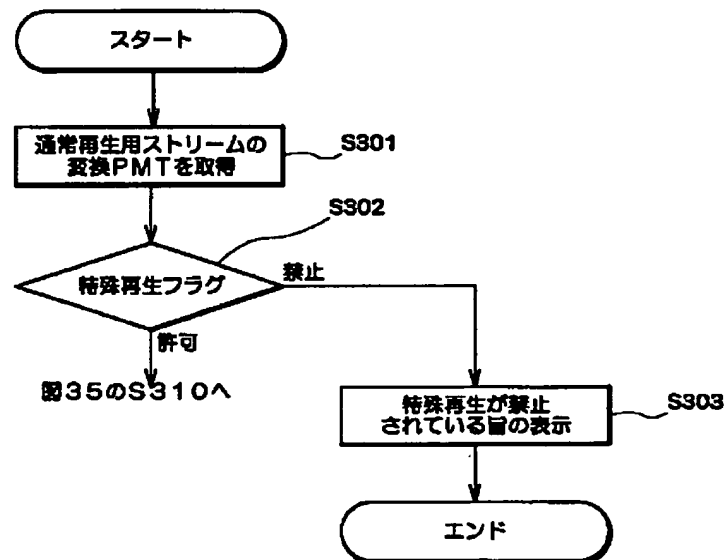 スタート
通常再生用ストリームの
変換PMTを取得
S301
S302
特殊再生フラグ
禁止
許可
図35のS310へ
特殊再生が禁止
されている旨の表示
S303
エンド